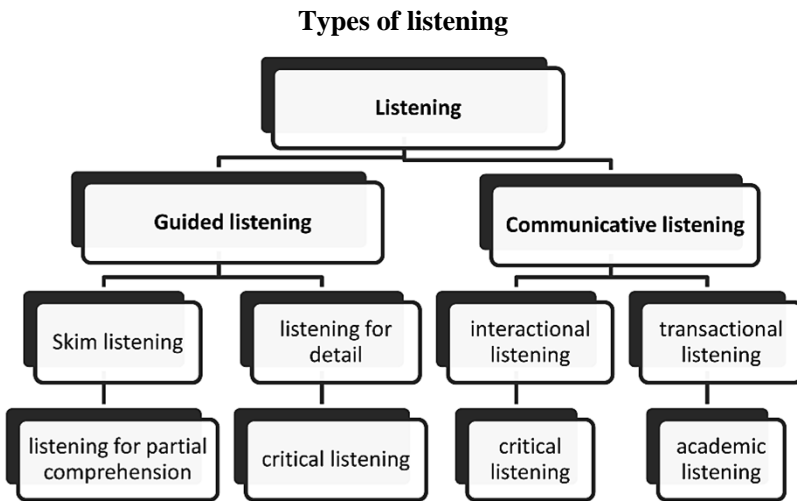 Types of listening
Listening
Guided listening
Communicative listening
Skim listening
listening for
detail
interactional
listening
transactional
listening
listening for partial
comprehension
critical listening
critical
listening
academic
listening